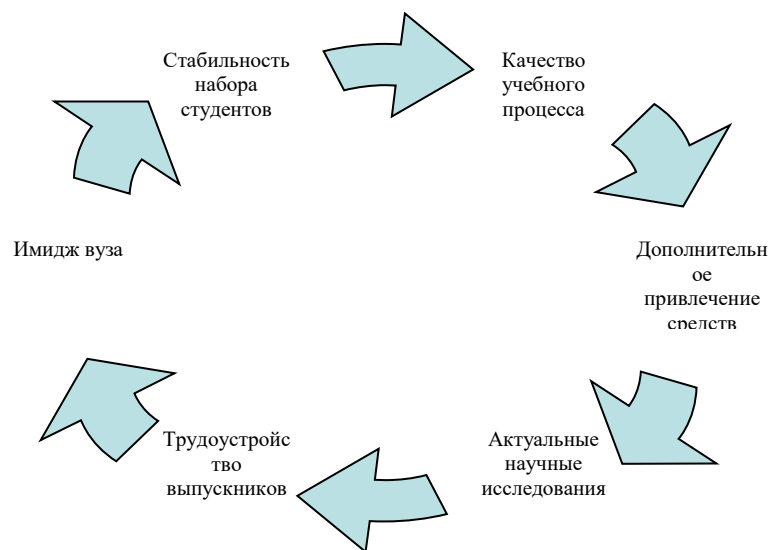 Стабильность
набора
студентов
Качество
учебного
процесса
Имидж вуза
Дополнительн
ое
привлечение
средств
Трудоустройс
тво
выпускников
Актуальные
научные
исследования